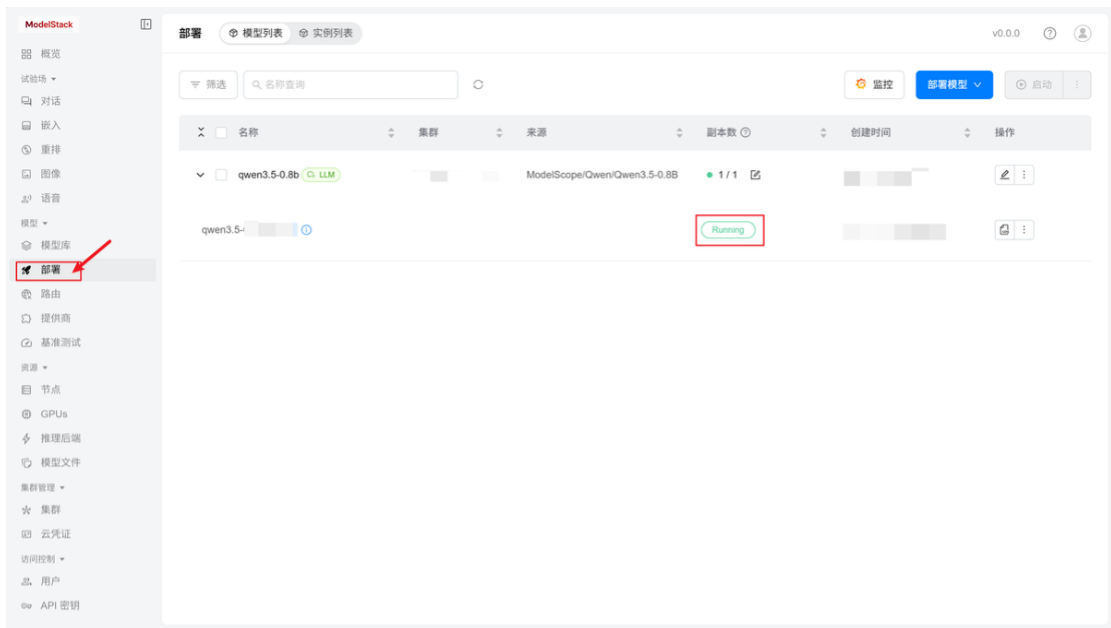 ModelStack
概览
试验场
对话
嵌入
重排
图像
语音
模型
模型库
部署
路由
提供商
基准测试
资源
节点
GPUs
推理后端
模型文件
集群管理
集群
云凭证
访问控制
用户
API 密钥
部署 模型列表 实例列表 v0.0.0
筛选 名称查询 监控 部署模型 启动
名称 集群 来源 副本数 创建时间 操作
qwen3.5-0.8b LLM ModelScope/Qwen/Qwen3.5-0.8B 1 / 1
qwen3.5- Running